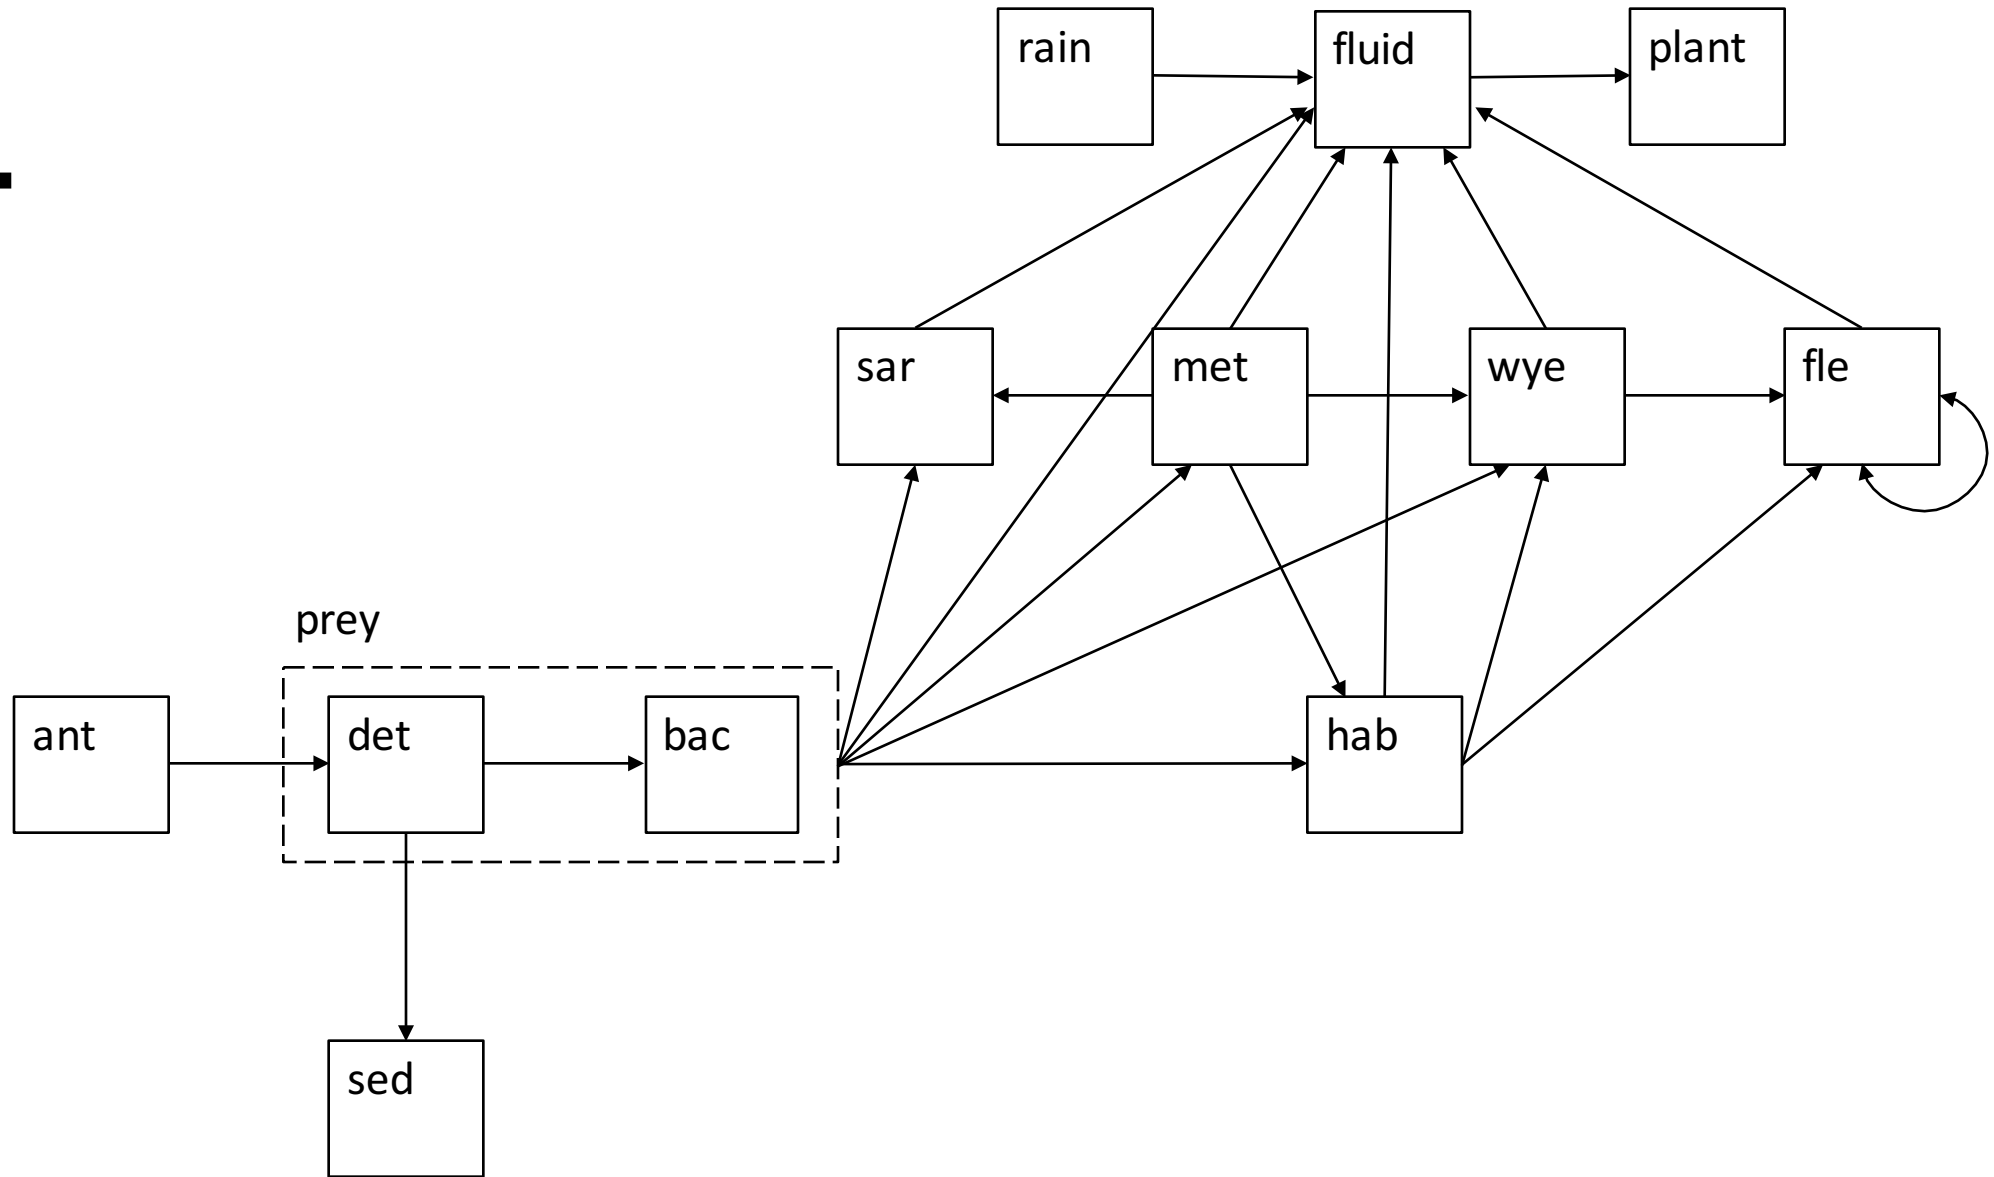 rain
fluid
plant
sar
met
wye
fle
prey
ant
det
bac
hab
sed